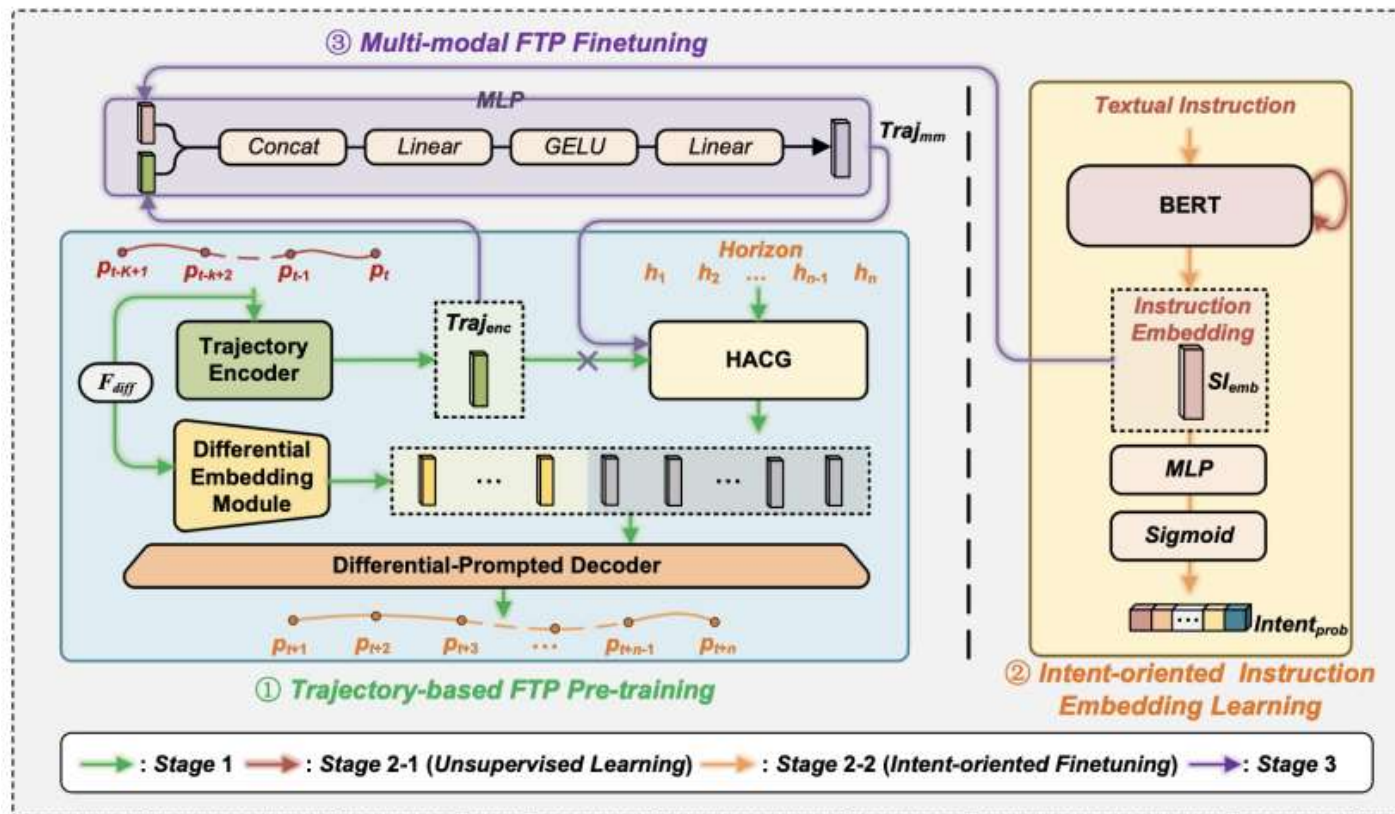 ③ Multi-modal FTP Finetuning
MLP
Concat
Linear
GELU
Linear
Traj_mm
p_t-K+1
p_t-k+2
p_t-1
p_t
Horizon
h_1 h_2 ... h_n-1 h_n
F_diff
Trajectory
Encoder
Traj_enc
HACG
Differential
Embedding
Module
...
...
Differential-Prompted Decoder
p_t+1 p_t+2 p_t+3 ... p_t+n-1 p_t+n
① Trajectory-based FTP Pre-training
Textual Instruction
BERT
Instruction
Embedding
SI_emb
MLP
Sigmoid
...
Intent_prob
② Intent-oriented Instruction
Embedding Learning
: Stage 1 : Stage 2-1 (Unsupervised Learning) : Stage 2-2 (Intent-oriented Finetuning) : Stage 3